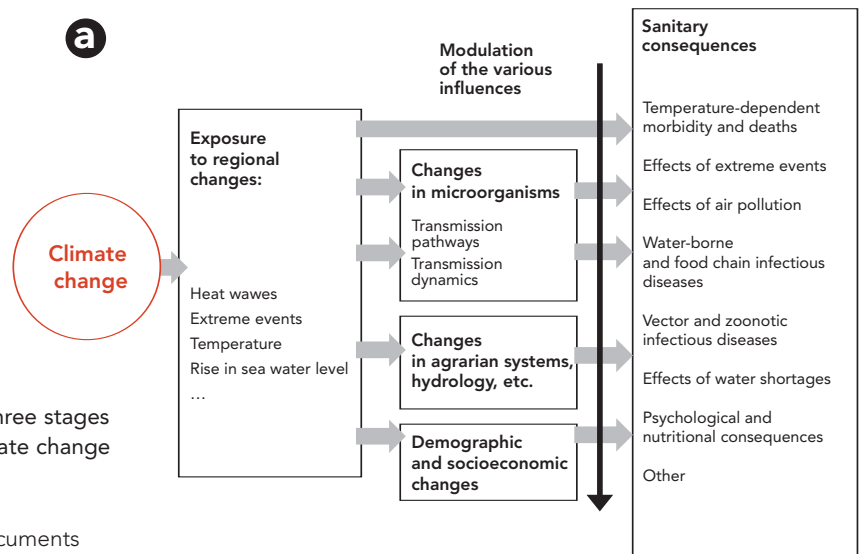 a
Modulation
of the various
influences
Sanitary
consequences
Exposure
to regional
changes:
Heat wawes
Extreme events
Temperature
Rise in sea water level
…
Climate
change
Changes
in microorganisms
Transmission
pathways
Transmission
dynamics
Changes
in agrarian systems,
hydrology, etc.
Demographic
and socioeconomic
changes
Temperature-dependent
morbidity and deaths
Effects of extreme events
Effects of air pollution
Water-borne
and food chain infectious
diseases
Vector and zoonotic
infectious diseases
Effects of water shortages
Psychological and
nutritional consequences
Other
stages
change